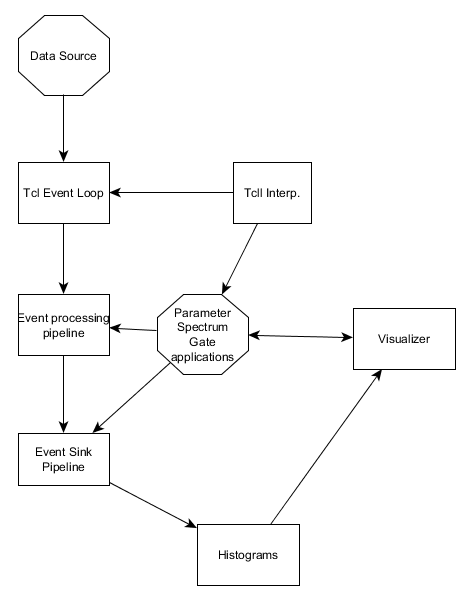 Data Source
Tcl Event Loop
Tcll Interp.
Event processing
pipeline
Parameter
Spectrum
Gate
applications
Visualizer
Event Sink
Pipeline
Histograms